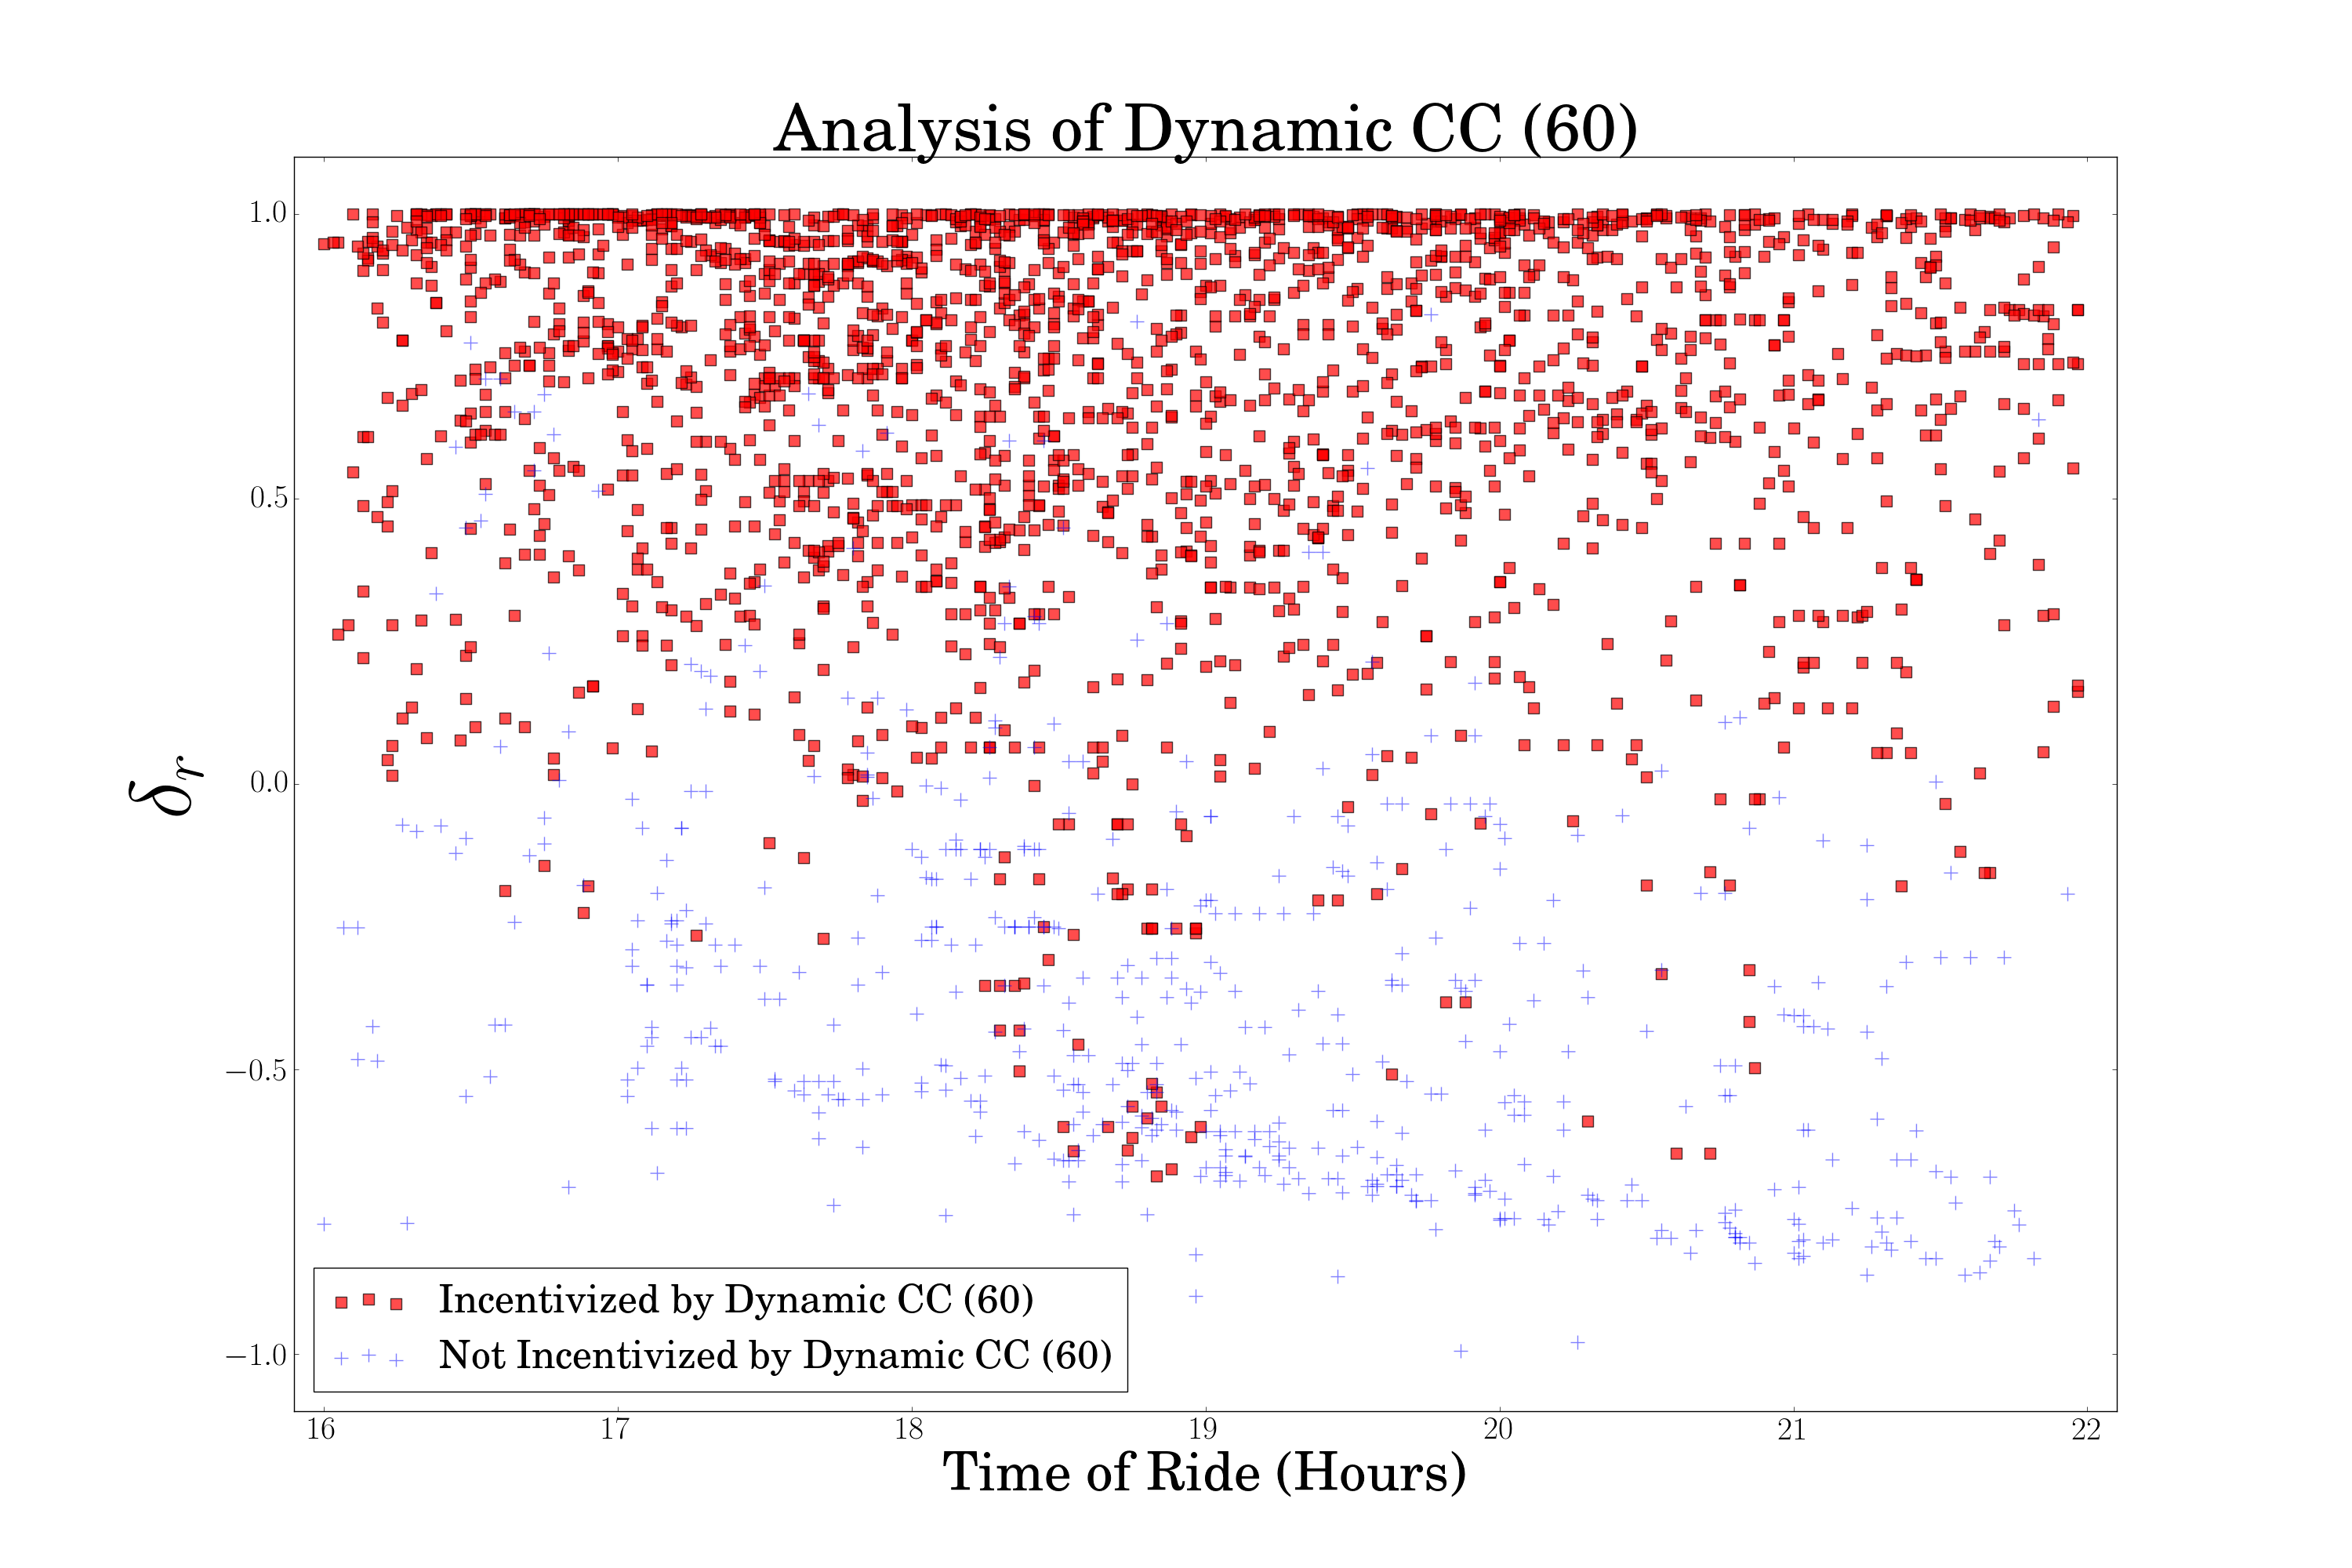 Analysis of Dynamic CC (60)
1.0
0.5
0.0
−0.5
−1.0
δr
Incentivized by Dynamic CC (60)
Not Incentivized by Dynamic CC (60)
16 17 18 19 20 21 22
Time of Ride (Hours)